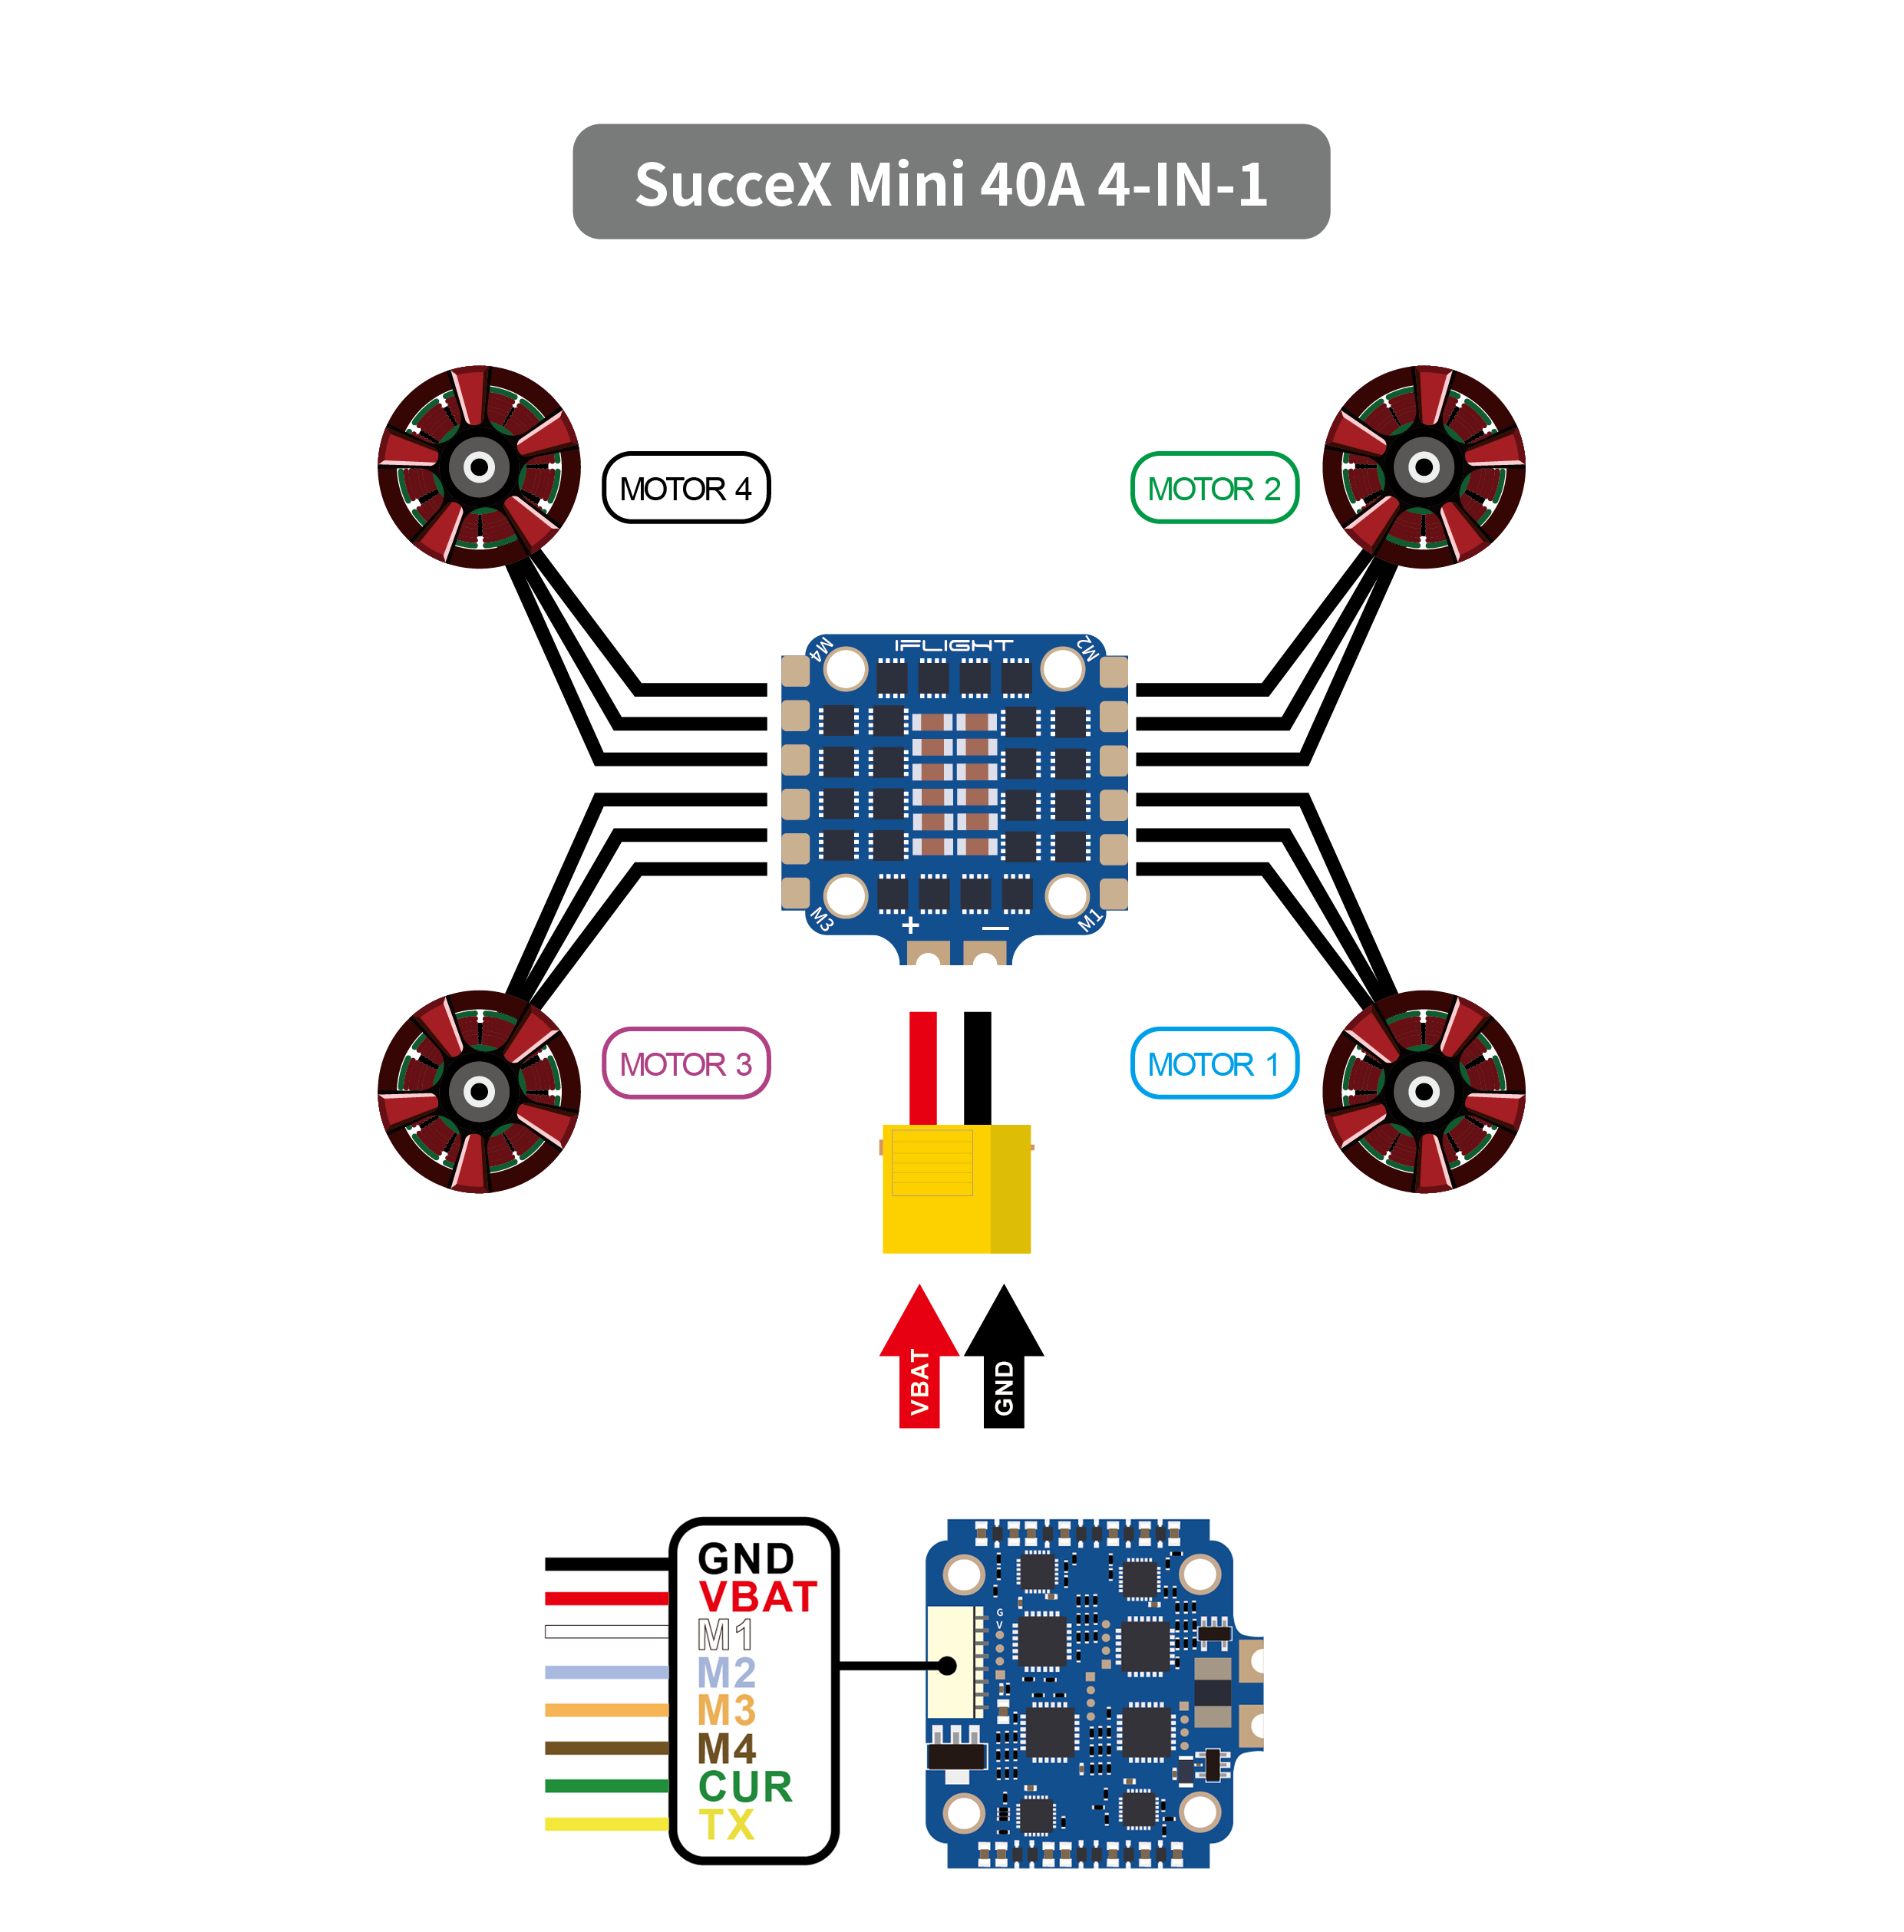 SucceX Mini 40A 4-IN-1
MOTOR 4
MOTOR 2
M4
IFLIGHT
M2
M3
+
—
M1
MOTOR 3
MOTOR 1
VBAT
GND
GND
VBAT
M1
M2
M3
M4
CUR
TX
G
V